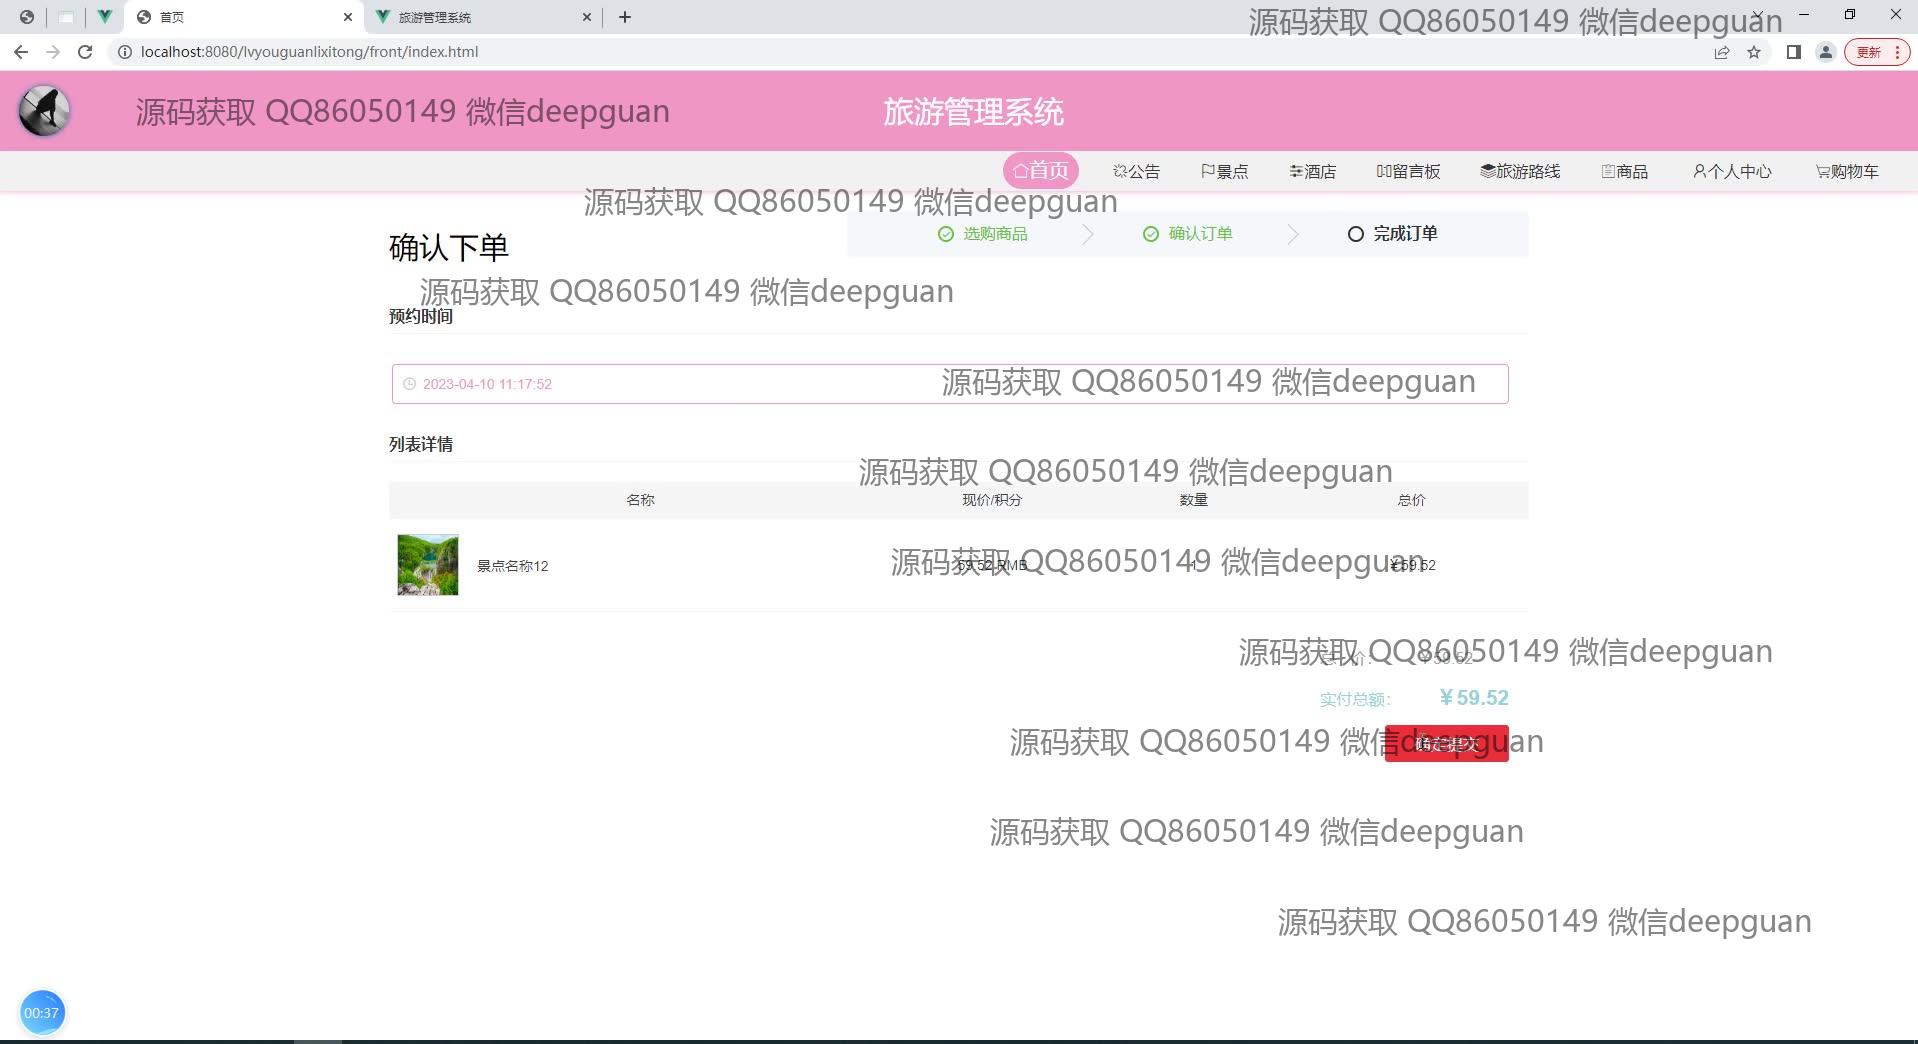 首页
旅游管理系统
源码获取 QQ86050149 微信deepguan
localhost:8080/lvyouguanlixitong/front/index.html
更新
源码获取 QQ86050149 微信deepguan
旅游管理系统
首页
公告
景点
酒店
留言板
旅游路线
商品
个人中心
购物车
源码获取 QQ86050149 微信deepguan
确认下单
选购商品
确认订单
完成订单
源码获取 QQ86050149 微信deepguan
预约时间
2023-04-10 11:17:52
源码获取 QQ86050149 微信deepguan
列表详情
源码获取 QQ86050149 微信deepguan
名称
现价/积分
数量
总价
景点名称12
59.52 RMB
1
￥59.52
源码获取 QQ86050149 微信deepguan
源码获取 QQ86050149 微信deepguan
总 价：
￥59.52
实付总额：
￥59.52
源码获取 QQ86050149 微信deepguan
确定提交
源码获取 QQ86050149 微信deepguan
源码获取 QQ86050149 微信deepguan
00:37